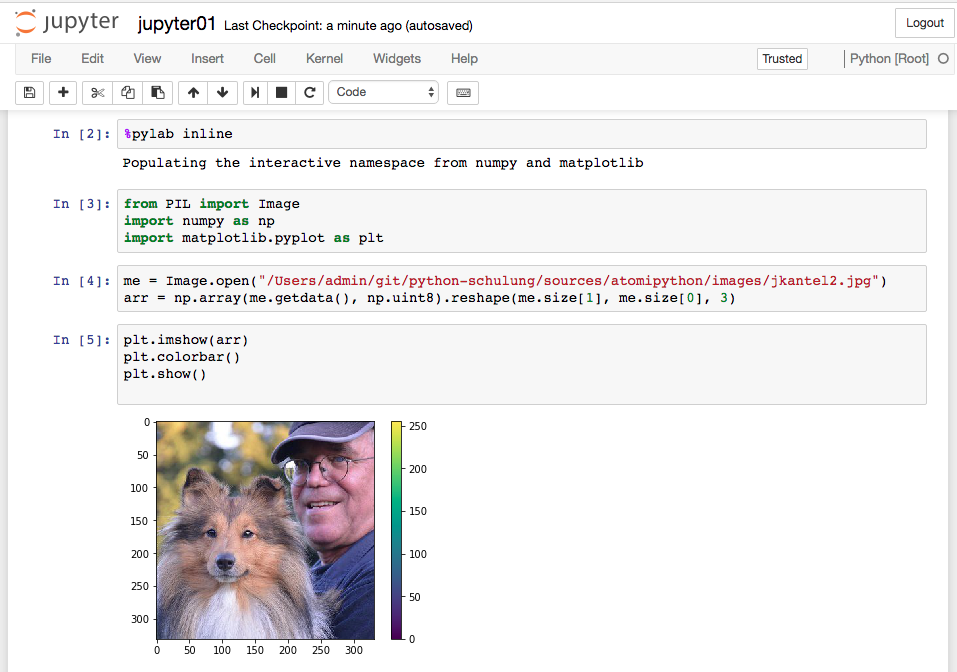 jupyter jupyter01 Last Checkpoint: a minute ago (autosaved) Logout
File Edit View Insert Cell Kernel Widgets Help Trusted Python [Root]
Code
In [2]: %pylab inline
Populating the interactive namespace from numpy and matplotlib
In [3]: from PIL import Image
import numpy as np
import matplotlib.pyplot as plt
In [4]: me = Image.open("/Users/admin/git/python-schulung/sources/atomipython/images/jkantel2.jpg")
arr = np.array(me.getdata(), np.uint8).reshape(me.size[1], me.size[0], 3)
In [5]: plt.imshow(arr)
plt.colorbar()
plt.show()
0
50
100
150
200
250
300
0 50 100 150 200 250 300
250
200
150
100
50
0